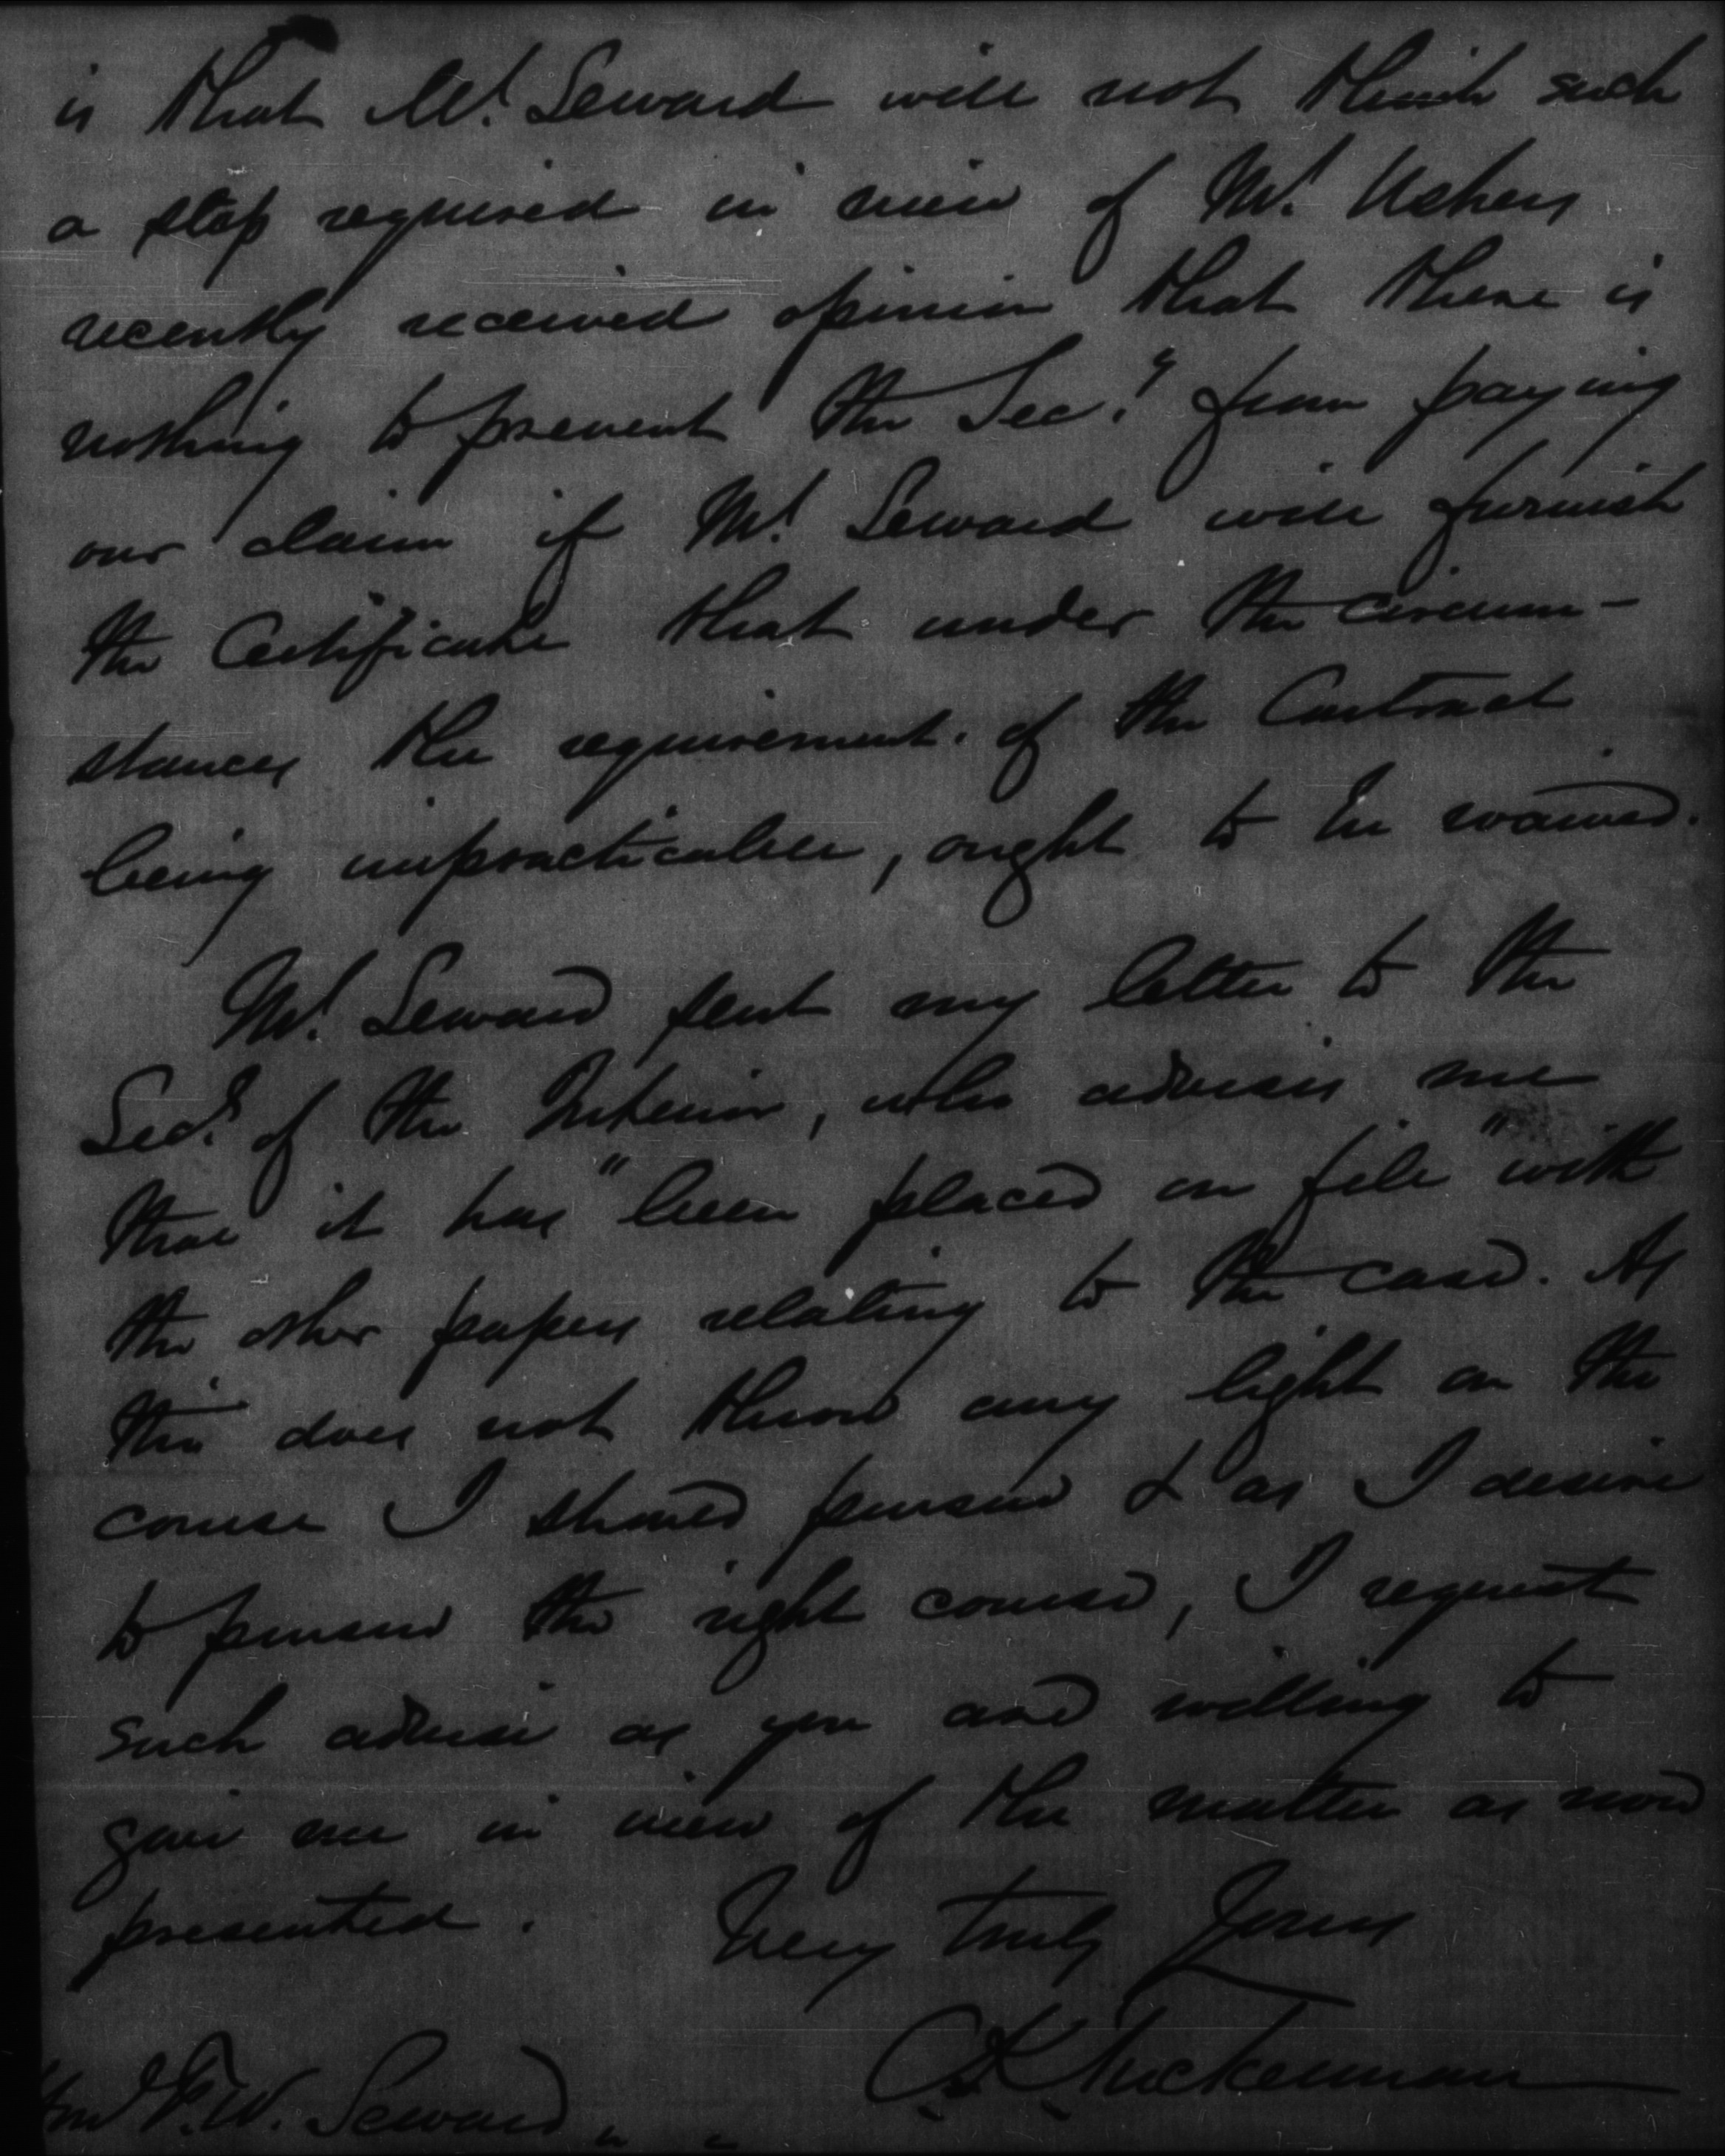 is that Mr. Seward will not think such
a step required in view of Mr. Ushers
recently received opinion that there is
nothing to prevent the Secy. from paying
our claim if Mr. Seward will furnish
the Certificate that under the circum-
stances the requirement. of the Contract
being impracticable, ought to be waived.
Mr. Seward sent my letter to the
Secy. of the Interior, who advises me
that it has "been placed on file" with
the other papers relating to the case. As
this does not throw any light on the
course I should pursue & as I desire
to pursue the right course, I request
such advice as you are willing to
give me in view of the matter as now
presented.
Very truly Yours
C K Tuckerman
Hon F. W. Seward